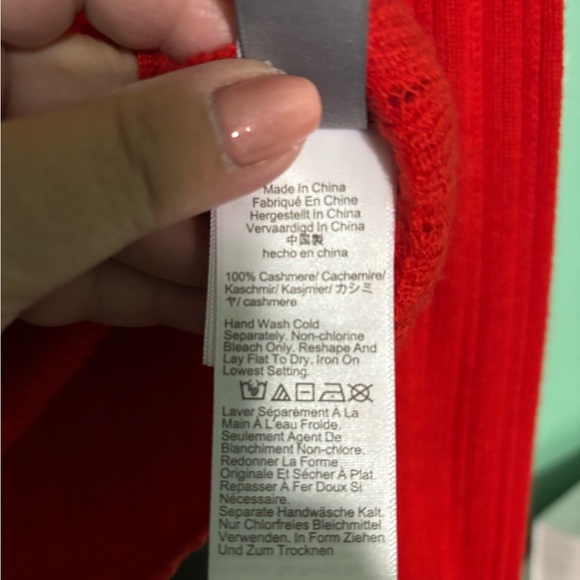 Made In China
Fabriqué En Chine
Hergestellt In China
Vervaardigd In China
中国製
hecho en china
100% Cashmere/ Cachemire/
Kaschmir/ Kasjmier/ カシミ
ヤ/ cashmere
Hand Wash Cold
Separately. Non-chlorine
Bleach Only. Reshape And
Lay Flat To Dry. Iron On
Lowest Setting.
Laver Séparément À La
Main À L'eau Froide.
Seulement Agent De
Blanchiment Non-chlore.
Redonner La Forme
Originale Et Sécher À Plat.
Repasser À Fer Doux Si
Nécessaire.
Separate Handwäsche Kalt.
Nur Chlorfreies Bleichmittel
Verwenden. In Form Ziehen
Und Zum Trocknen